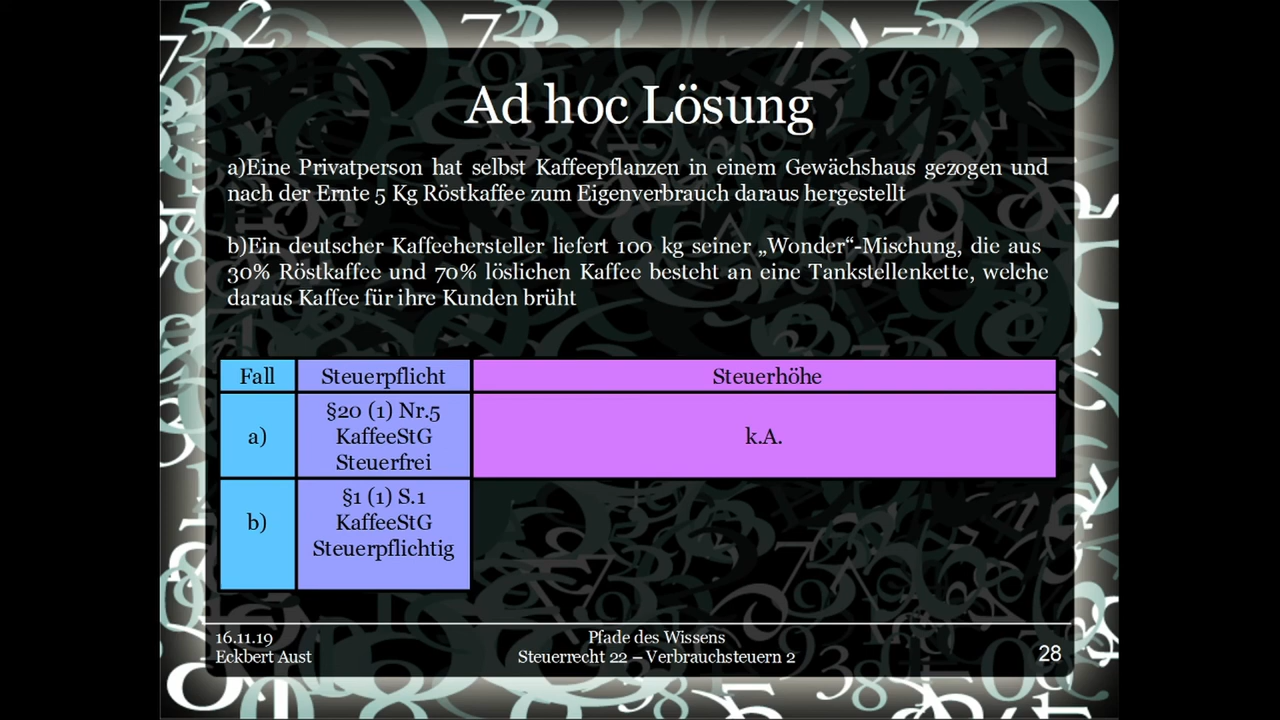 Ad hoc Lösung
a)Eine Privatperson hat selbst Kaffeepflanzen in einem Gewächshaus gezogen und
nach der Ernte 5 Kg Röstkaffee zum Eigenverbrauch daraus hergestellt
b)Ein deutscher Kaffeehersteller liefert 100 kg seiner „Wonder“-Mischung, die aus
30% Röstkaffee und 70% löslichen Kaffee besteht an eine Tankstellenkette, welche
daraus Kaffee für ihre Kunden brüht
Fall Steuerpflicht Steuerhöhe
a)
§20 (1) Nr.5
KaffeeStG
Steuerfrei
k.A.
b)
§1 (1) S.1
KaffeeStG
Steuerpflichtig
16.11.19
Eckbert Aust
Pfade des Wissens
Steuerrecht 22 – Verbrauchsteuern 2
28